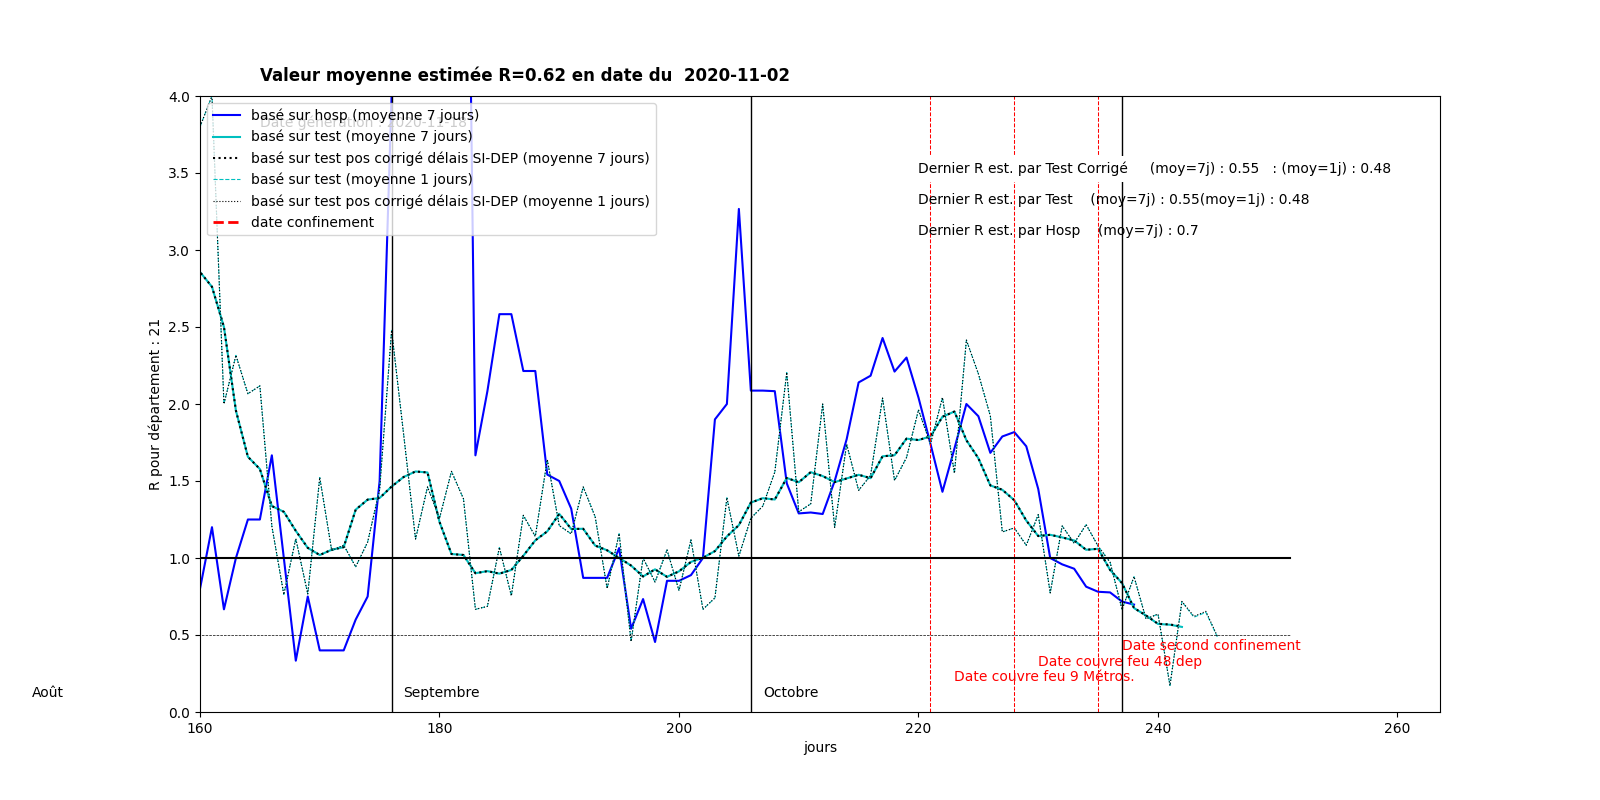 Valeur moyenne estimée R=0.62 en date du  2020-11-02
Date génération : 2020-11-18
basé sur hosp (moyenne 7 jours)
basé sur test (moyenne 7 jours)
basé sur test pos corrigé délais SI-DEP (moyenne 7 jours)
basé sur test (moyenne 1 jours)
basé sur test pos corrigé délais SI-DEP (moyenne 1 jours)
date confinement
Dernier R est. par Test Corrigé (moy=7j) : 0.55 : (moy=1j) : 0.48
Dernier R est. par Test (moy=7j) : 0.55(moy=1j) : 0.48
Dernier R est. par Hosp (moy=7j) : 0.7
4.0
3.5
3.0
2.5
2.0
1.5
1.0
0.5
0.0
R pour département : 21
Date second confinement
Date couvre feu 48 dep
Date couvre feu 9 Métros.
Août
Septembre
Octobre
160
180
200
220
240
260
jours